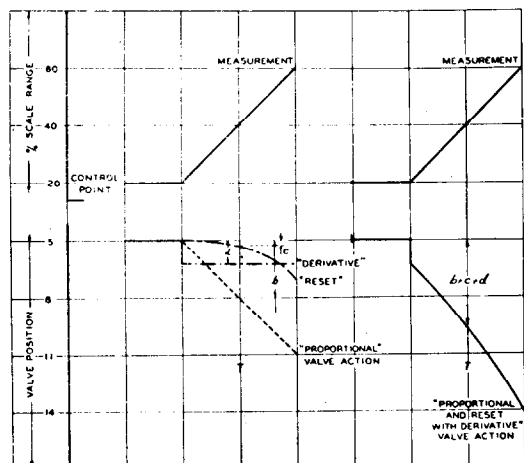 % SCALE RANGE
60
40
20
MEASUREMENT
MEASUREMENT
CONTROL
POINT
VALVE POSITION
5
8
11
14
fc
b
"DERIVATIVE"
"RESET"
"PROPORTIONAL"
VALVE ACTION
T
b+c+d
T
"PROPORTIONAL
AND RESET
WITH DERIVATIVE"
VALVE ACTION